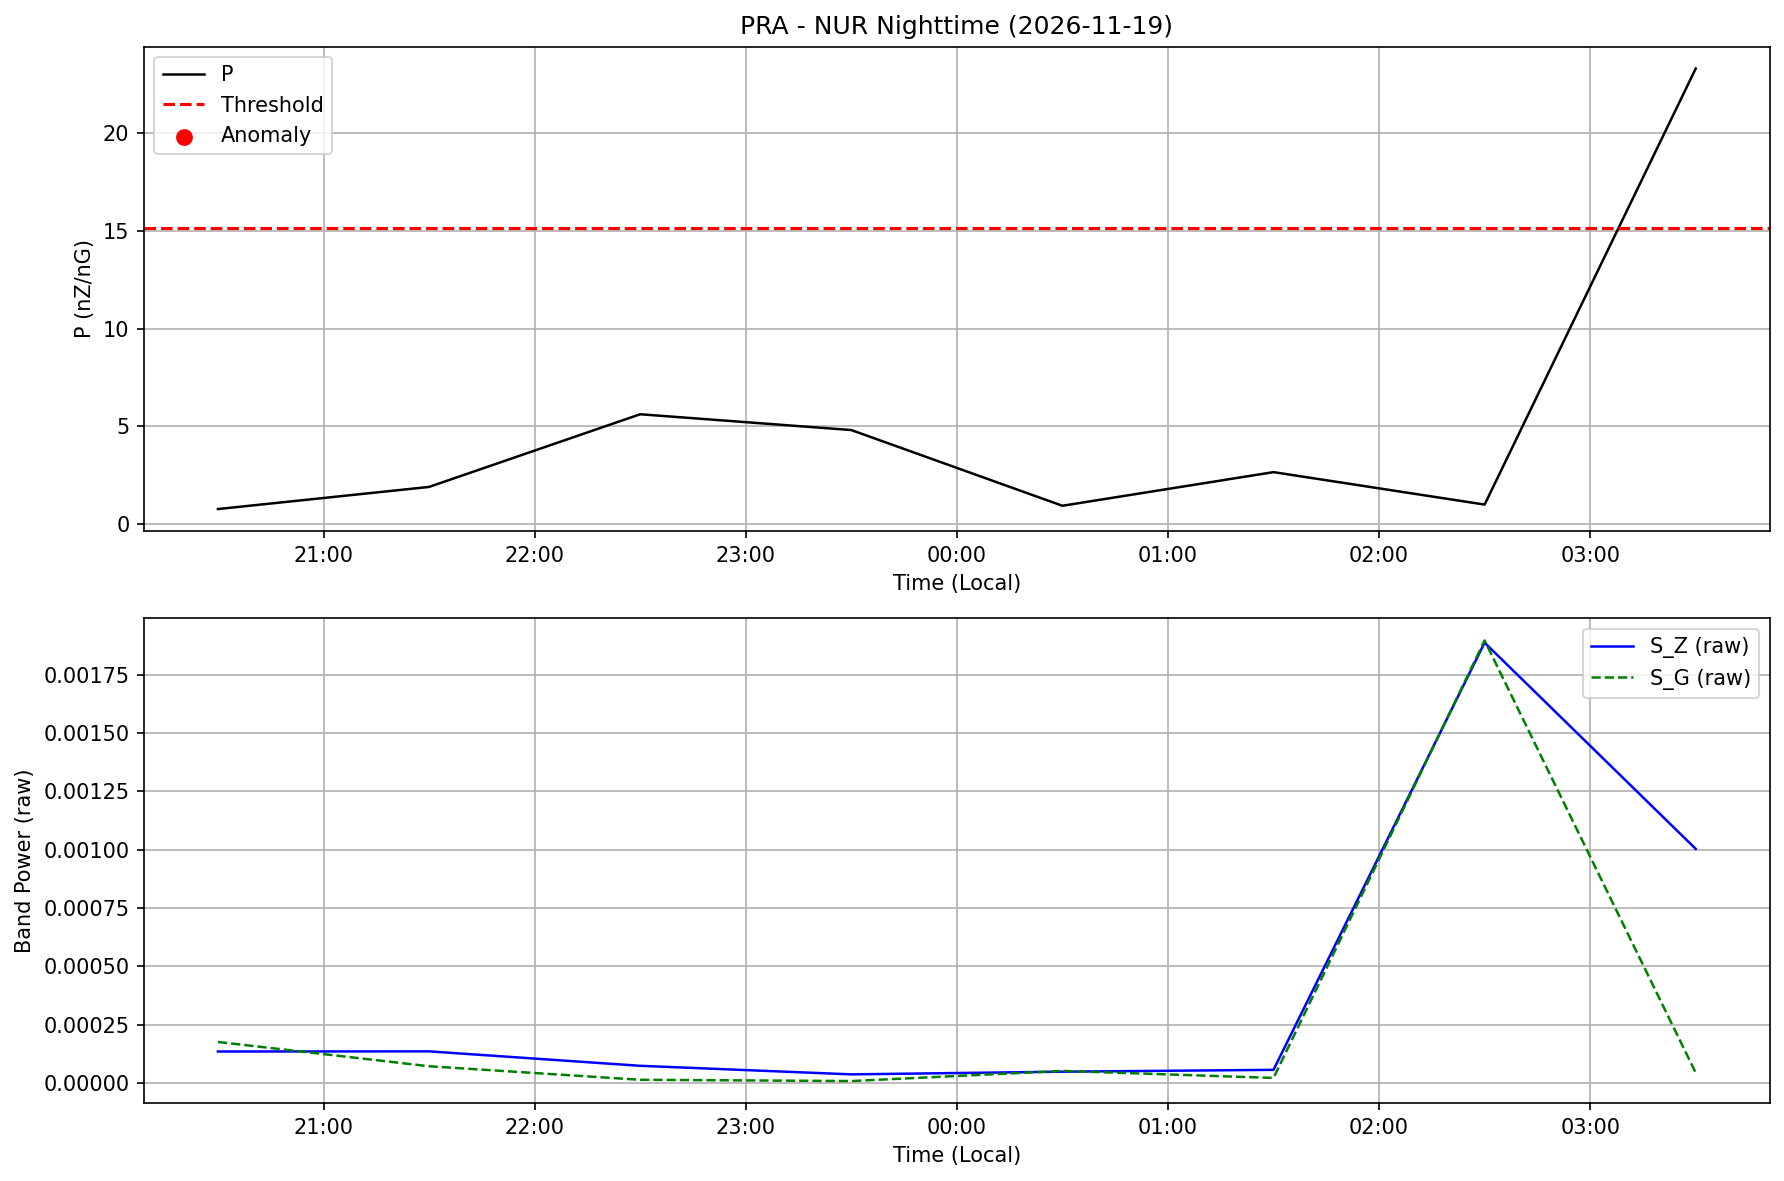 PRA - NUR Nighttime (2026-11-19)
P
Threshold
Anomaly
P (nZ/nG)
20
15
10
5
0
21:00 22:00 23:00 00:00 01:00 02:00 03:00
Time (Local)
S_Z (raw)
S_G (raw)
Band Power (raw)
0.00175
0.00150
0.00125
0.00100
0.00075
0.00050
0.00025
0.00000
21:00 22:00 23:00 00:00 01:00 02:00 03:00
Time (Local)